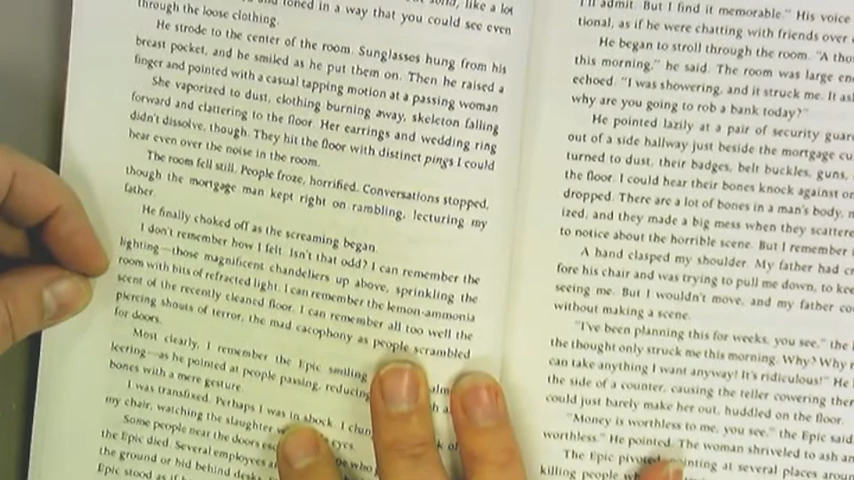 and toned in a way that you could see even
through the loose clothing.
He strode to the center of the room. Sunglasses hung from his
breast pocket, and he smiled as he put them on. Then he raised a
finger and pointed with a casual tapping motion at a passing woman
She vaporized to dust, clothing burning away, skeleton falling
forward and clattering to the floor. Her earrings and wedding ring
didn't dissolve, though. They hit the floor with distinct pings I could
hear even over the noise in the room.
The room fell still. People froze, horrified. Conversations stopped,
though the mortgage man kept right on rambling, lecturing my
father.
He finally choked off as the screaming began.
I don't remember how I felt. Isn't that odd? I can remember the
lighting—those magnificent chandeliers up above, sprinkling the
room with bits of refracted light. I can remember the lemon-ammonia
scent of the recently cleaned floor. I can remember all too well the
piercing shouts of terror, the mad cacophony as people scrambled
for doors.
Most clearly, I remember the Epic smiling
leering—as he pointed at people passing, reducing
bones with a mere gesture.
I was transfixed. Perhaps I was in shock. I clung
my chair, watching the slaughter eyes.
Some people near the doors
the Epic died. Several employees
the ground or hid behind desks
Epic stood as if
I'll admit. But I find it memorable." His voice
tional, as if he were chatting with friends over
He began to stroll through the room.
this morning," he said. The room was large
echoed. "I was showering, and it struck me. It
why are you going to rob a bank today?"
He pointed lazily at a pair of security
out of a side hallway just beside the mortgage
turned to dust, their badges, belt buckles, guns,
the floor. I could hear their bones knock against
dropped. There are a lot of bones in a man's body,
ized, and they made a big mess when they
to notice about the horrible scene. But I remember
A hand clasped my shoulder. My father had
fore his chair and was trying to pull me down, to
seeing me. But I wouldn't move, and my father
without making a scene.
"I've been planning this for weeks, you see," the
the thought only struck me this morning. Why? Why
can take anything I want anyway! It's ridiculous!" He
the side of a counter, causing the teller cowering
could just barely make her out, huddled on the floor.
"Money is worthless to me, you see," the Epic said.
worthless." He pointed. The woman shriveled to ash
The Epic pivoted, pointing at several places
killing people